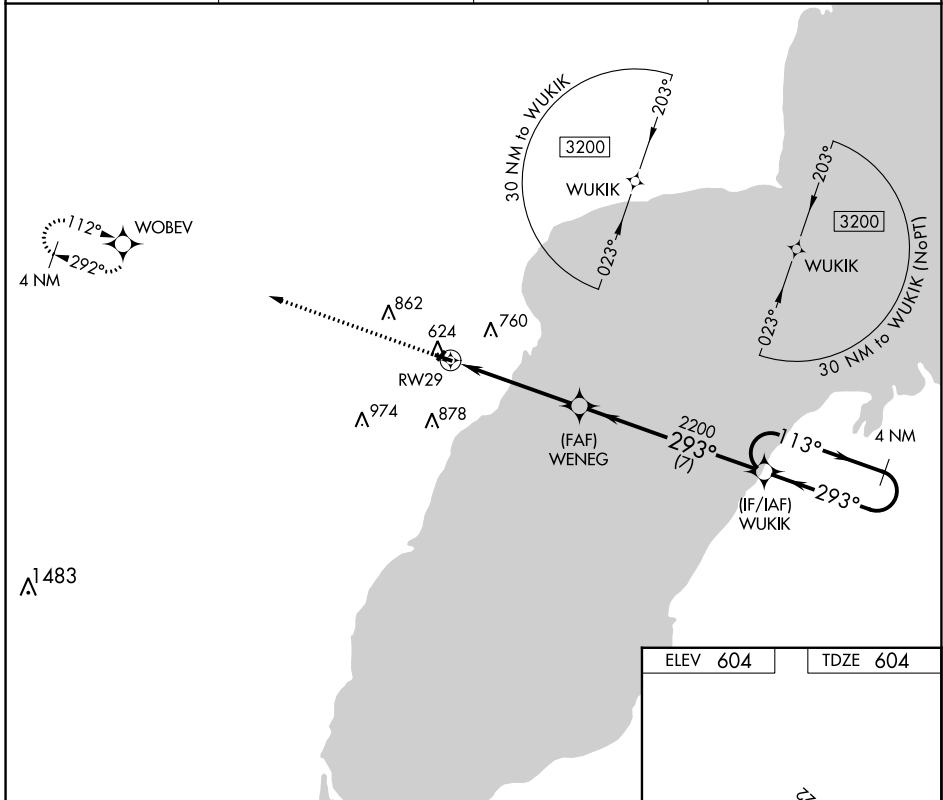 30 NM to WUKIK
203°
3200
WUKIK
023°
203°
3200
WUKIK
023°
30 NM to WUKIK (NoPT)
112°
WOBEV
292°
4 NM
862
624
760
RW29
974
878
(FAF)
WENEG
2200
293°
(7)
113°
4 NM
293°
(IF/IAF)
WUKIK
1483
ELEV 604
TDZE 604
22